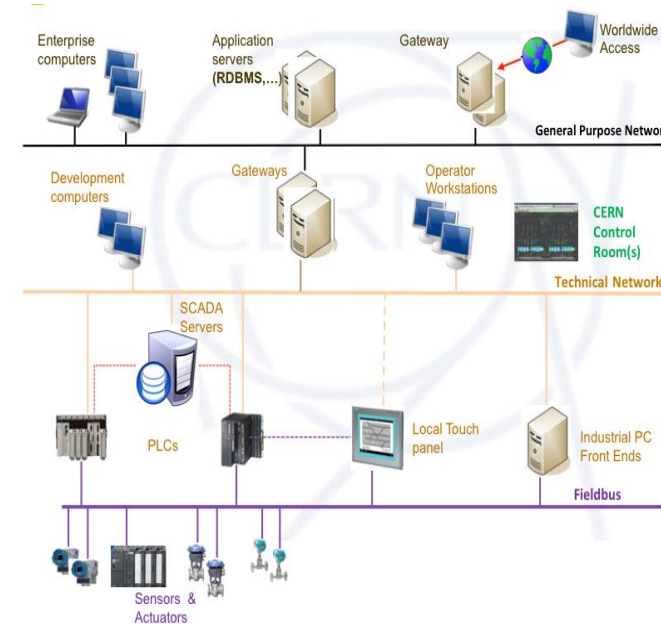 Enterprise
computers
Application
servers
(RDBMS,...)
Gateway
Worldwide
Access
General Purpose Networ
Development
computers
Gateways
Operator
Workstations
CERN
Control
Room(s)
Technical Network
SCADA
Servers
PLCs
Local Touch
panel
Industrial PC
Front Ends
Fieldbus
Sensors &
Actuators
CERN